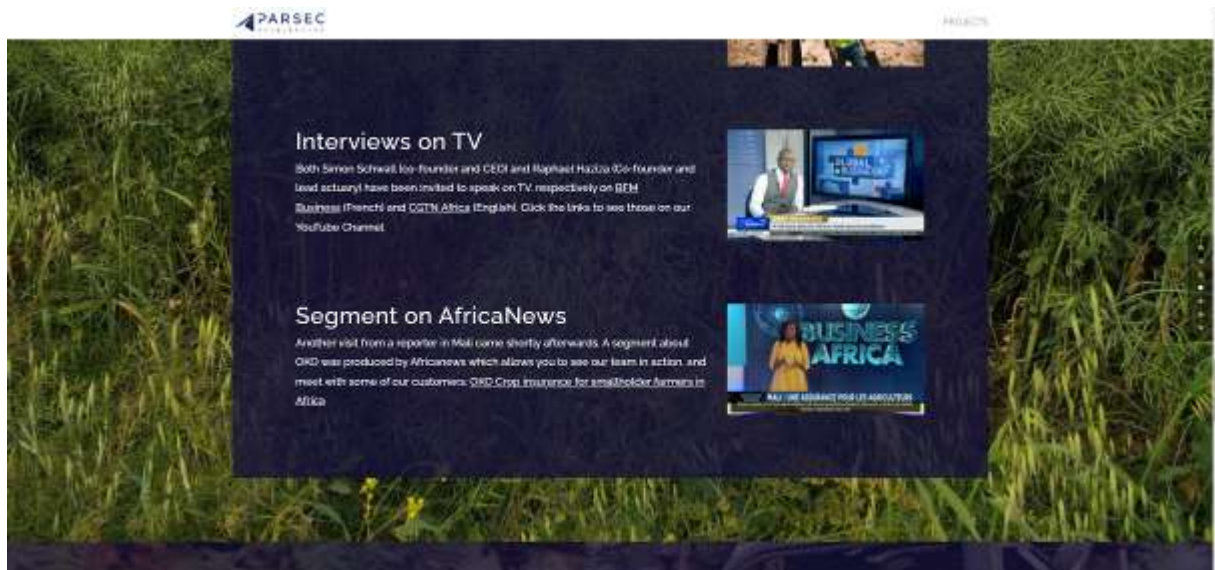 PARSEC
ACCELERATOR
PROJECTS
Interviews on TV
Both Simon Schwall (co-founder and CEO) and Raphael Haziza (Co-founder and
lead actuary) have been invited to speak on TV, respectively on BFM
Business (French) and CGTN Africa (English). Click the links to see those on our
YouTube Channel.
GLOBAL
BUSINESS
Segment on AfricaNews
Another visit from a reporter in Mali came shortly afterwards. A segment about
OKO was produced by Africanews which allows you to see our team in action, and
meet with some of our customers: OKO Crop insurance for smallholder farmers in
Africa
BUSINESS
AFRICA
MALI : UNE ASSURANCE POUR LES AGRICULTEURS